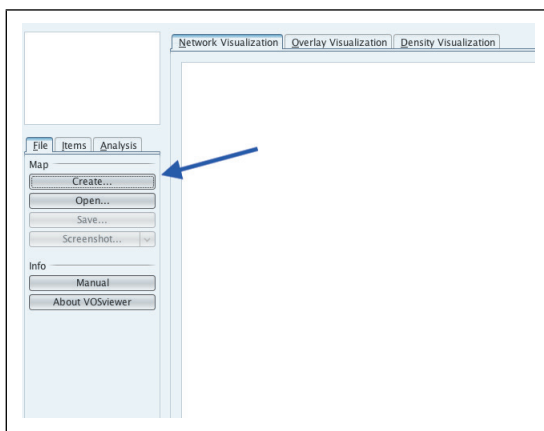 Network Visualization Overlay Visualization Density Visualization
File Items Analysis
Map
Create...
Open...
Save...
Screenshot...
Info
Manual
About VOSviewer